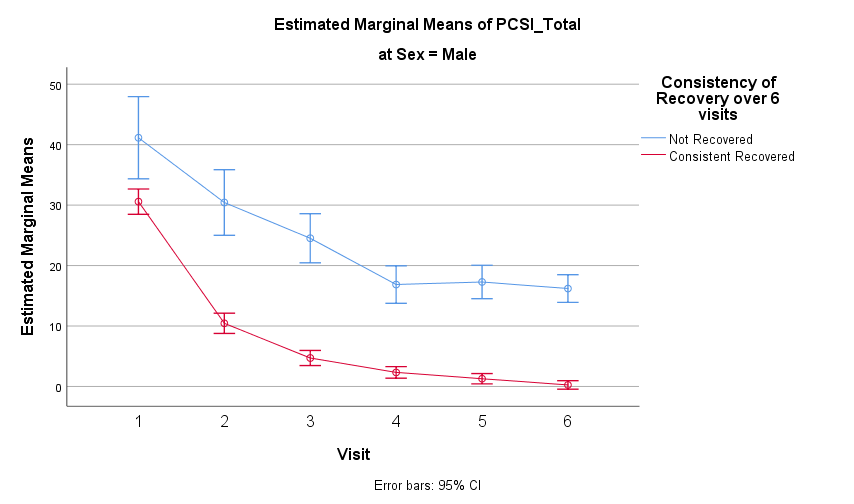 Estimated Marginal Means of PCSI_Total
at Sex = Male
Estimated Marginal Means
50
40
30
20
10
0
1 2 3 4 5 6
Visit
Error bars: 95% CI
Consistency of
Recovery over 6
visits
Not Recovered
Consistent Recovered